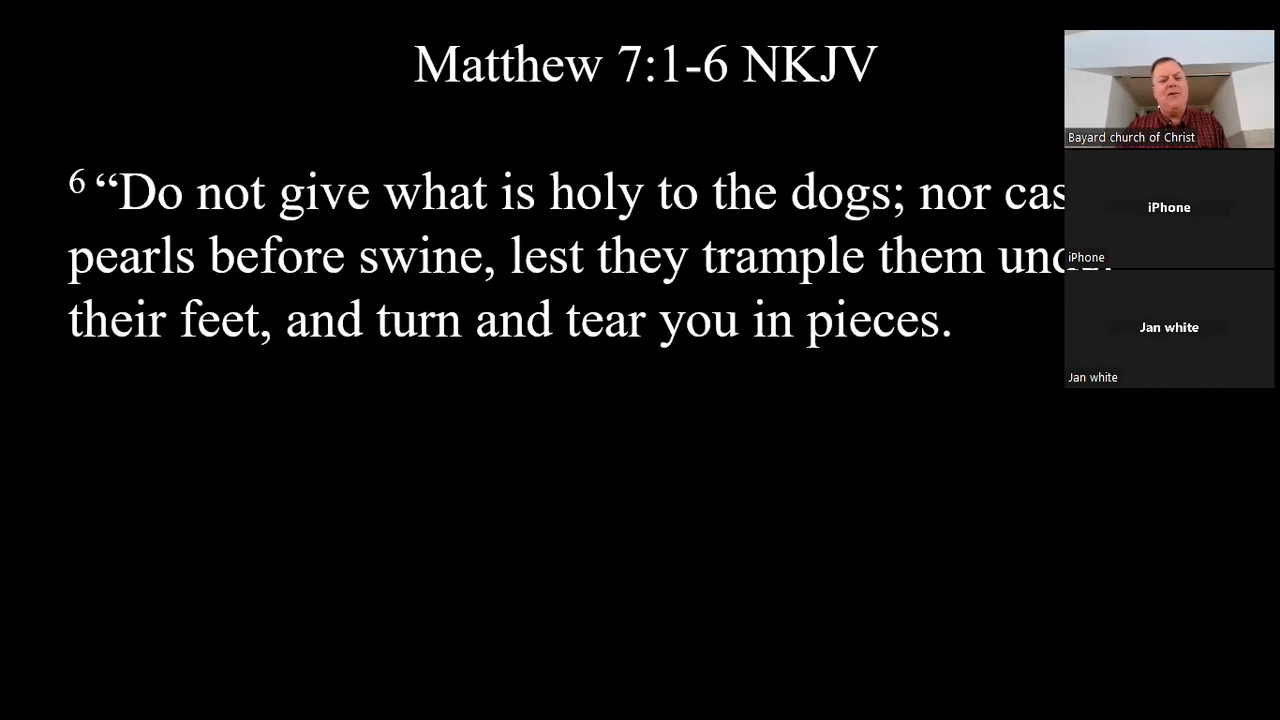 Matthew 7:1-6 NKJV
6 “Do not give what is holy to the dogs; nor
pearls before swine, lest they trample them
their feet, and turn and tear you in pieces.
Bayard church of Christ
iPhone
iPhone
Jan white
Jan white